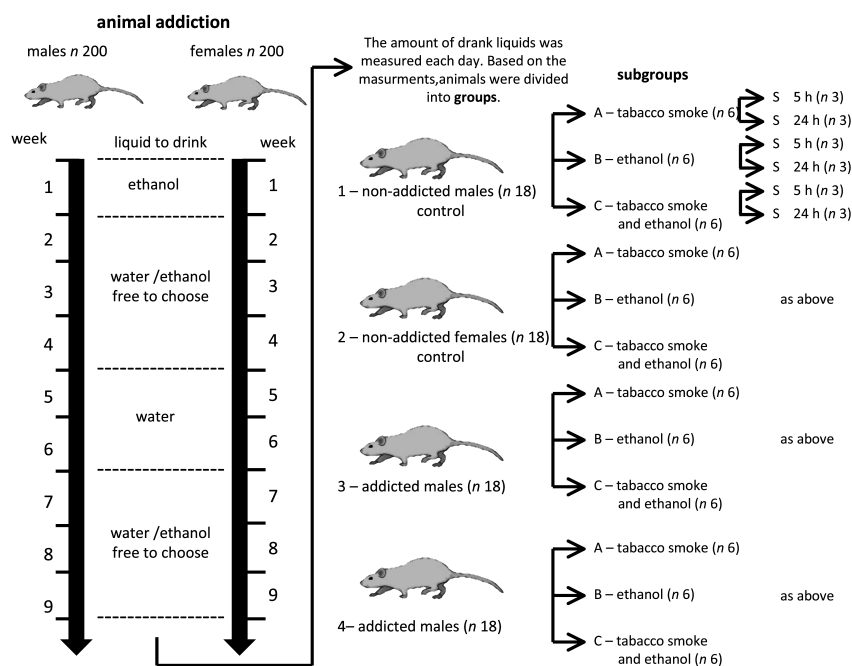 animal addiction
males n 200
females n 200
week
liquid to drink
week
1
ethanol
1
2
2
water /ethanol
free to choose
3
3
4
4
5
5
water
6
6
7
7
water /ethanol
free to choose
8
8
9
9
The amount of drank liquids was
measured each day. Based on the
masurments,animals were divided
into groups.
subgroups
1 – non-addicted males (n 18)
control
A – tabacco smoke (n 6)
S 5 h (n 3)
S 24 h (n 3)
B – ethanol (n 6)
S 5 h (n 3)
S 24 h (n 3)
C – tabacco smoke
and ethanol (n 6)
S 5 h (n 3)
S 24 h (n 3)
2 – non-addicted females (n 18)
control
A – tabacco smoke (n 6)
B – ethanol (n 6)
as above
C – tabacco smoke
and ethanol (n 6)
3 – addicted males (n 18)
A – tabacco smoke (n 6)
B – ethanol (n 6)
as above
C – tabacco smoke
and ethanol (n 6)
4– addicted males (n 18)
A – tabacco smoke (n 6)
B – ethanol (n 6)
as above
C – tabacco smoke
and ethanol (n 6)